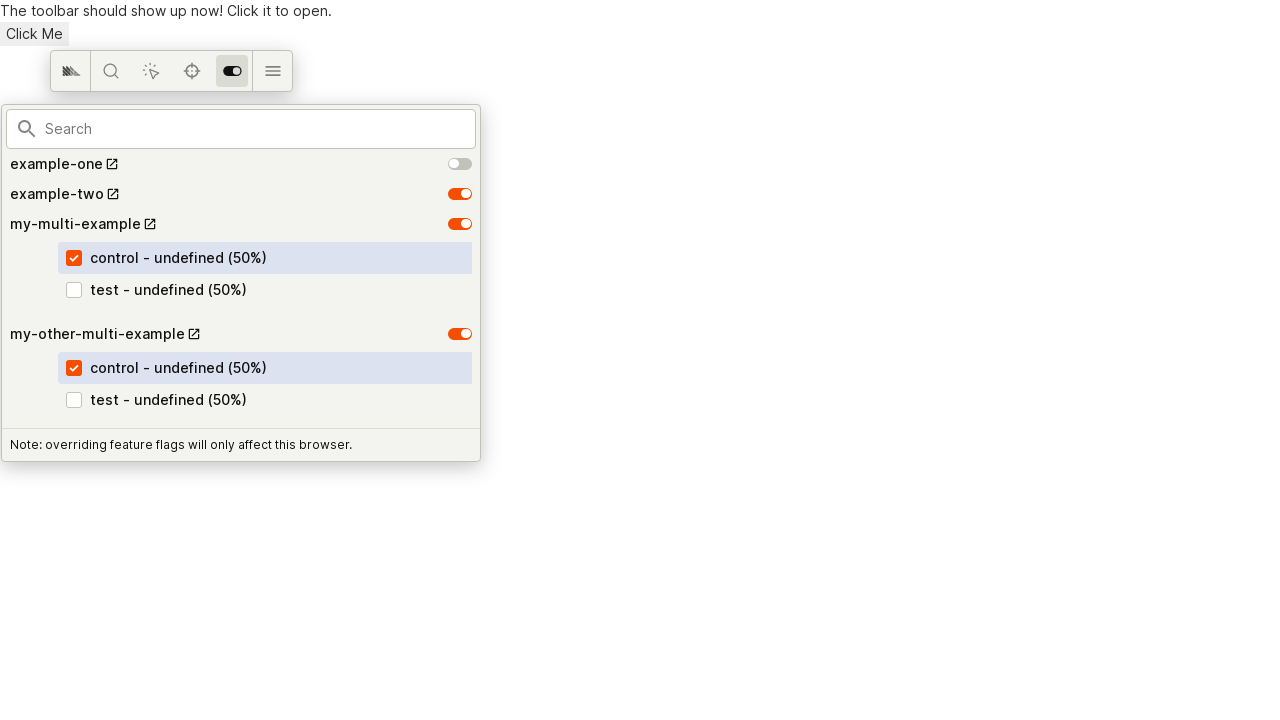 The toolbar should show up now! Click it to open.
Click Me
Search
example-one
example-two
my-multi-example
control - undefined (50%)
test - undefined (50%)
my-other-multi-example
control - undefined (50%)
test - undefined (50%)
Note: overriding feature flags will only affect this browser.